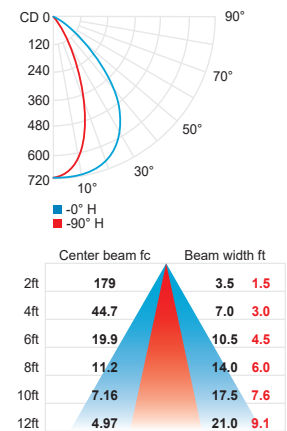 CD 0
90°
120
240
70°
360
480
50°
600
30°
720
10°
-0° H
-90° H
Center beam fc Beam width ft
2ft 179 3.5 1.5
4ft 44.7 7.0 3.0
6ft 19.9 10.5 4.5
8ft 11.2 14.0 6.0
10ft 7.16 17.5 7.6
12ft 4.97 21.0 9.1